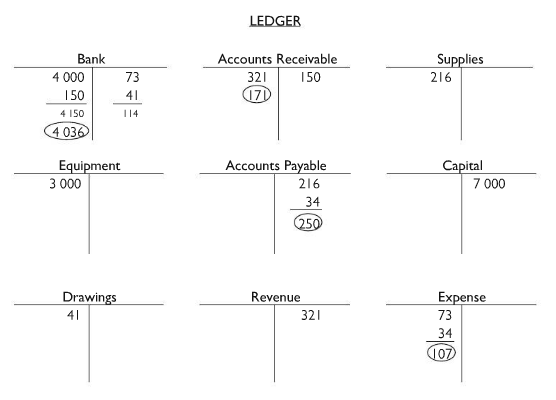 LEDGER
Bank
4 000 73
150 41
4 150 114
4 036
Accounts Receivable
321 150
171
Supplies
216
Equipment
3 000
Accounts Payable
216
34
250
Capital
7 000
Drawings
41
Revenue
321
Expense
73
34
107